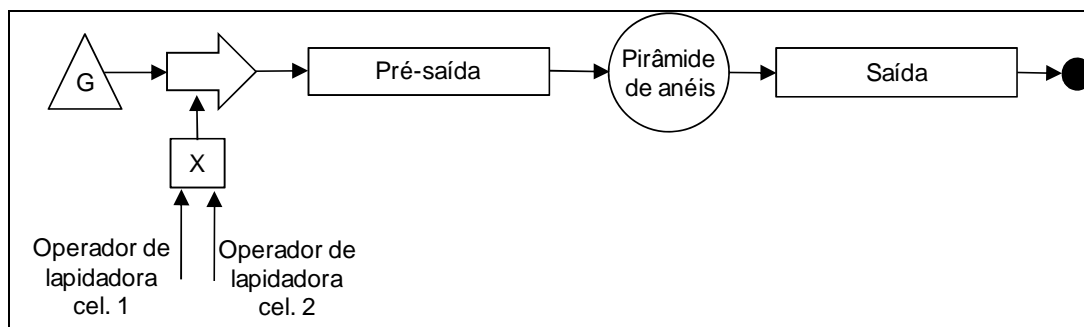 G
Pré-saída
Pirâmide
de anéis
Saída
X
Operador de
lapidadora
cel. 1
Operador de
lapidadora
cel. 2